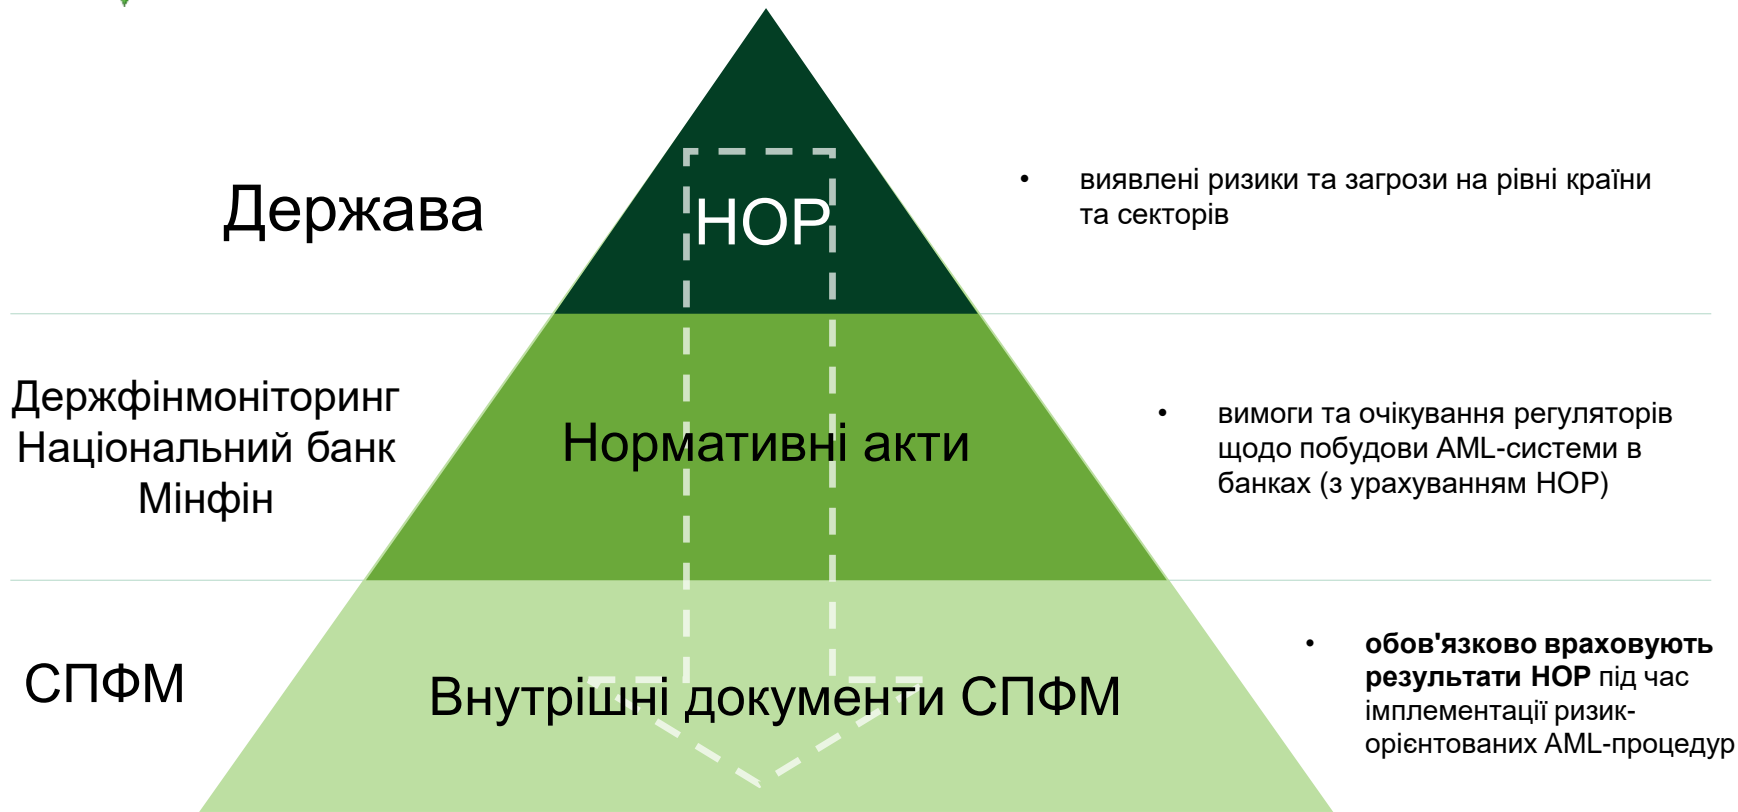 Держава
НОР
• виявлені ризики та загрози на рівні країни
та секторів
Держфінмоніторинг
Національний банк
Мінфін
Нормативні акти
• вимоги та очікування регуляторів
щодо побудови AML-системи в
банках (з урахуванням НОР)
СПФМ
Внутрішні документи СПФМ
• обов'язково враховують
результати НОР під час
імплементації ризик-
орієнтованих AML-процедур